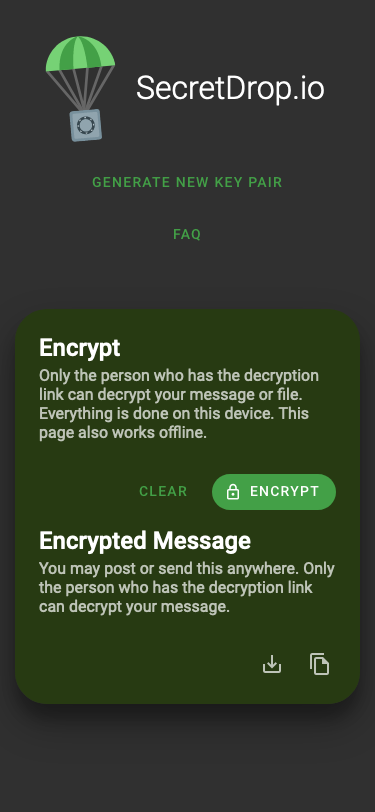 SecretDrop.io
GENERATE NEW KEY PAIR
FAQ
Encrypt
Only the person who has the decryption
link can decrypt your message or file.
Everything is done on this device. This
page also works offline.
CLEAR
ENCRYPT
Encrypted Message
You may post or send this anywhere. Only
the person who has the decryption link
can decrypt your message.